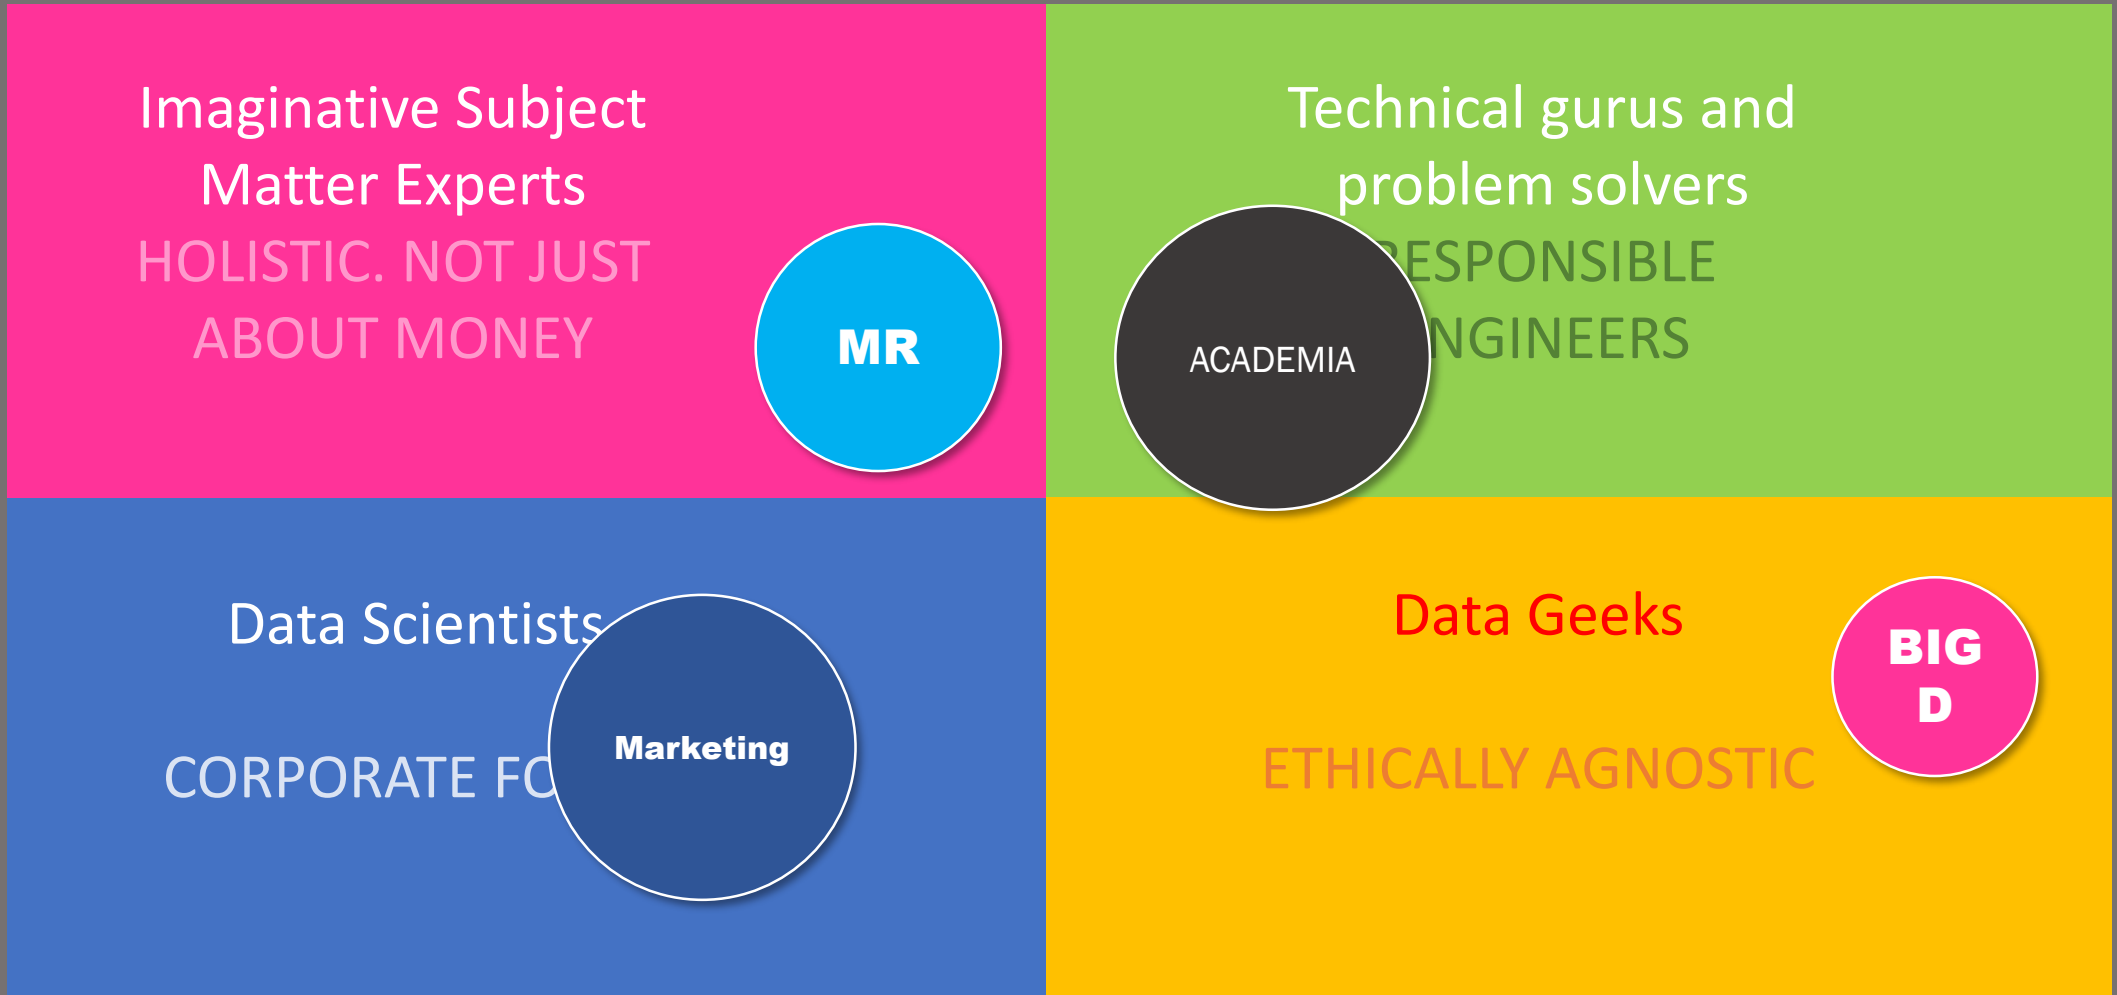 Imaginative Subject
Matter Experts
HOLISTIC. NOT JUST
ABOUT MONEY
MR
Technical gurus and
problem solvers
ESPONSIBLE
NGINEERS
ACADEMIA
Data Scientists
CORPORATE
Marketing
Data Geeks
ETHICALLY AGNOSTIC
BIG
D